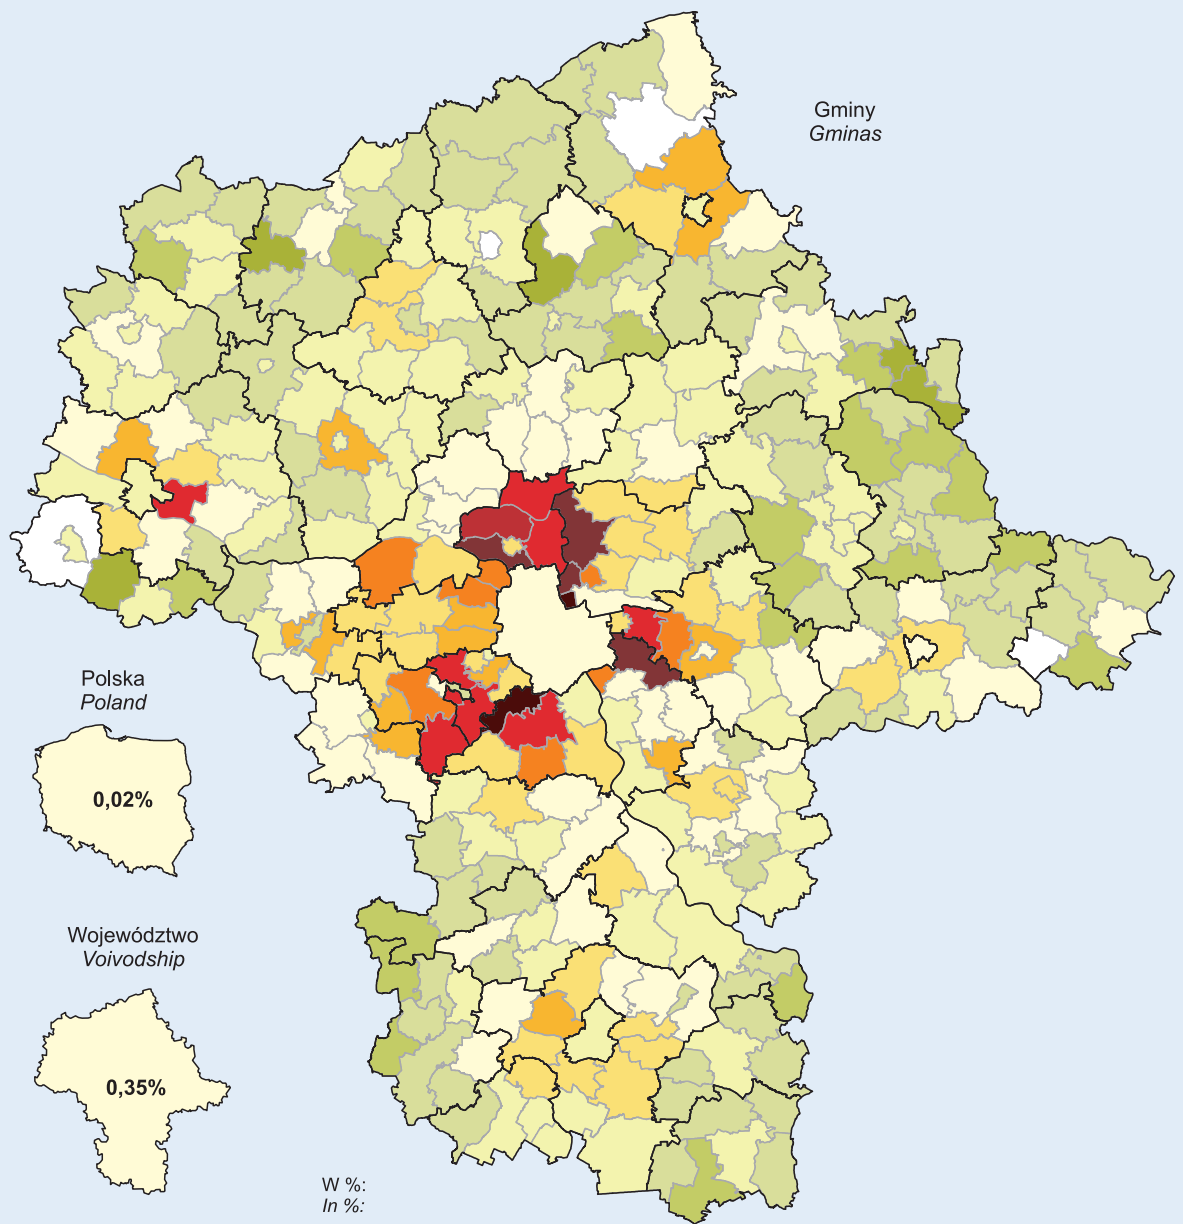 Gminy
Gminas
Polska
Poland
0,02%
Województwo
Voivodship
0,35%
W %:
In %: